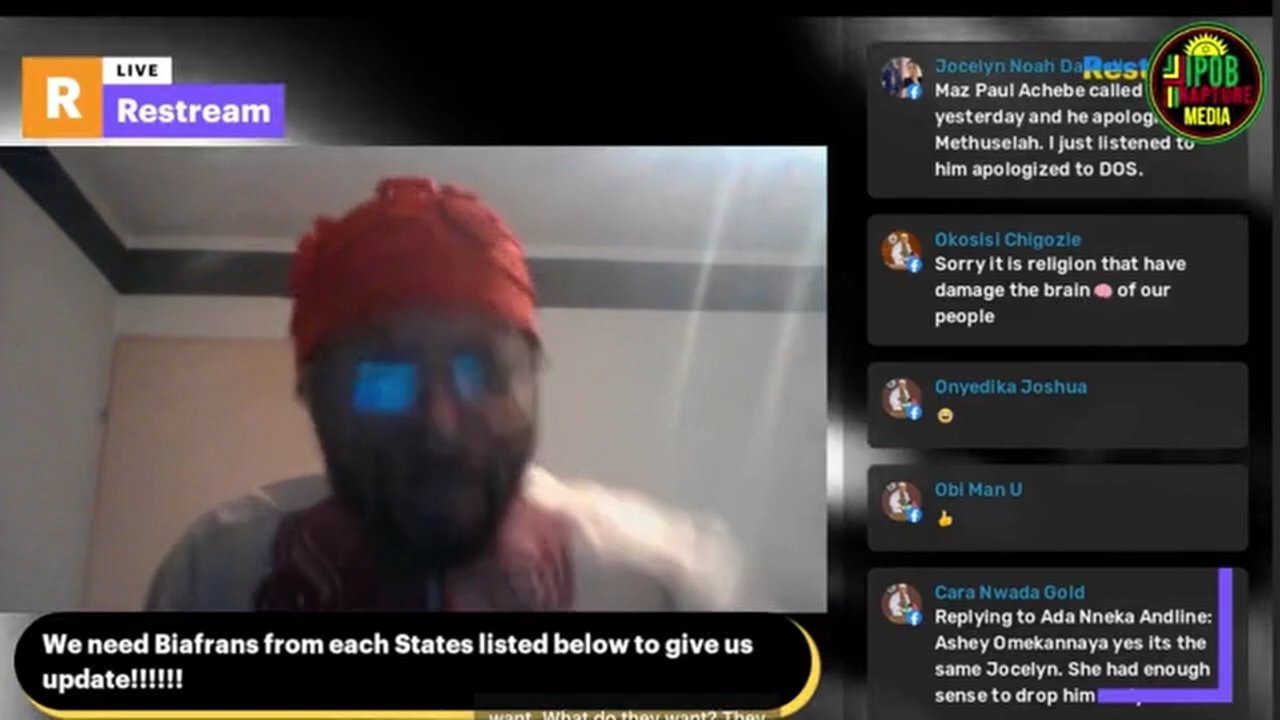 R
LIVE
Restream
We need Biafrans from each States listed below to give us
update!!!!!!
want. What do they want? They
Jocelyn Noah
Rest
Maz Paul Achebe called
yesterday and he
Methuselah. I just listened to
him apologized to DOS.
IPOB
RAPTURE
MEDIA
Okosisi Chigozie
Sorry it is religion that have
damage the brain 🧠 of our
people
Onyedika Joshua
😄
Obi Man U
👍
Cara Nwada Gold
Replying to Ada Nneka Andline:
Ashey Omekannaya yes its the
same Jocelyn. She had enough
sense to drop him